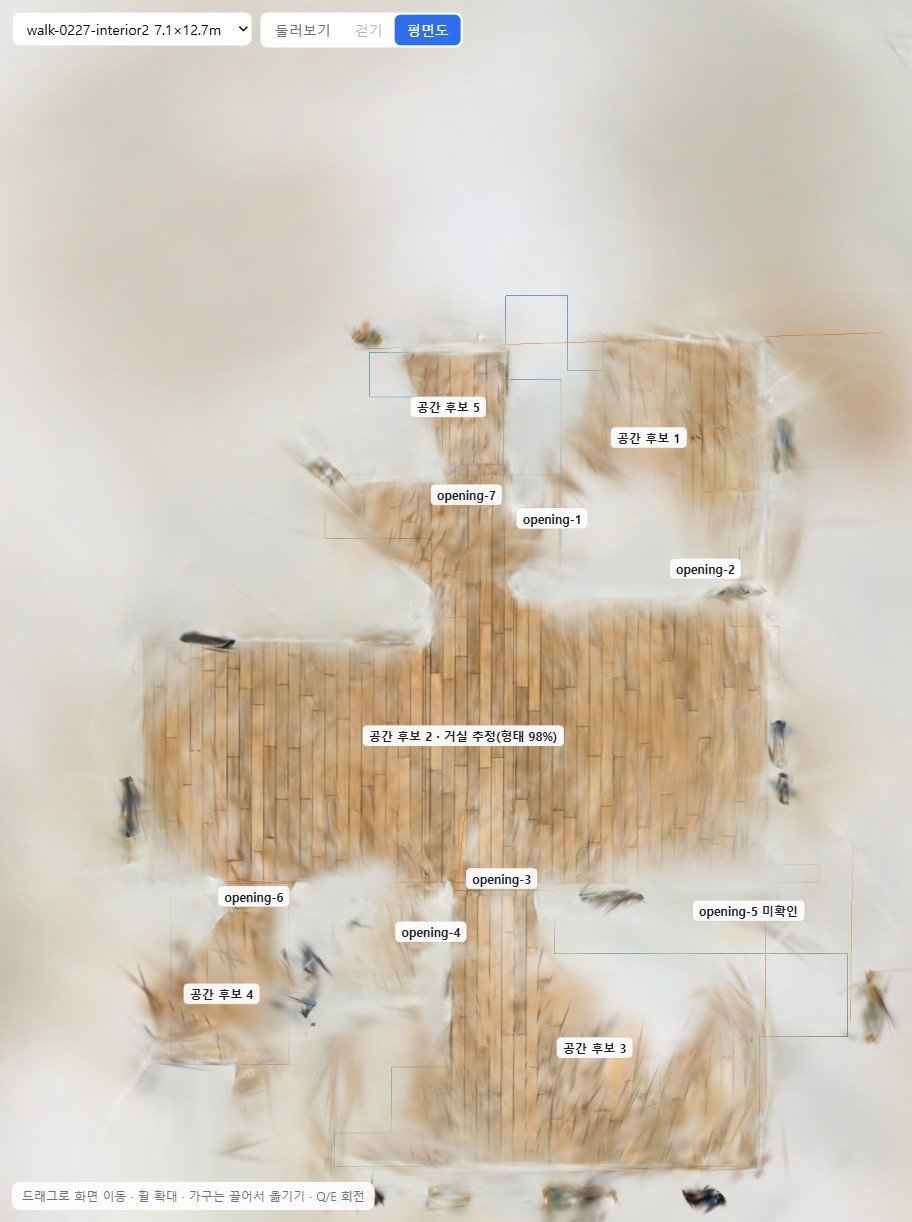 walk-0227-interior2 7.1×12.7m
둘러보기 걷기 평면도
공간 후보 5
공간 후보 1
opening-7
opening-1
opening-2
공간 후보 2 · 거실 추정(형태 98%)
opening-3
opening-6
opening-5 미확인
opening-4
공간 후보 4
공간 후보 3
드래그로 화면 이동 · 휠 확대 · 가구는 끌어서 옮기기 · Q/E 회전